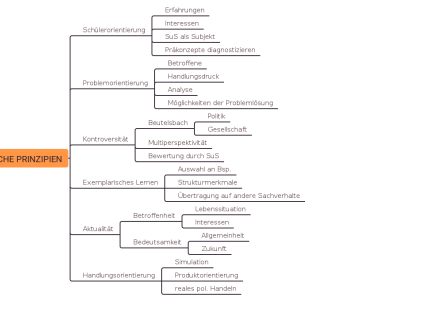 CHE PRINZIPIEN
Schülerorientierung
Erfahrungen
Interessen
SuS als Subjekt
Präkonzepte diagnostizieren
Problemorientierung
Betroffene
Handlungsdruck
Analyse
Möglichkeiten der Problemlösung
Kontroversität
Beutelsbach
Politik
Gesellschaft
Multiperspektivität
Bewertung durch SuS
Exemplarisches Lernen
Auswahl an Bsp.
Strukturmerkmale
Übertragung auf andere Sachverhalte
Aktualität
Betroffenheit
Lebenssituation
Interessen
Bedeutsamkeit
Allgemeinheit
Zukunft
Handlungsorientierung
Simulation
Produktorientierung
reales pol. Handeln